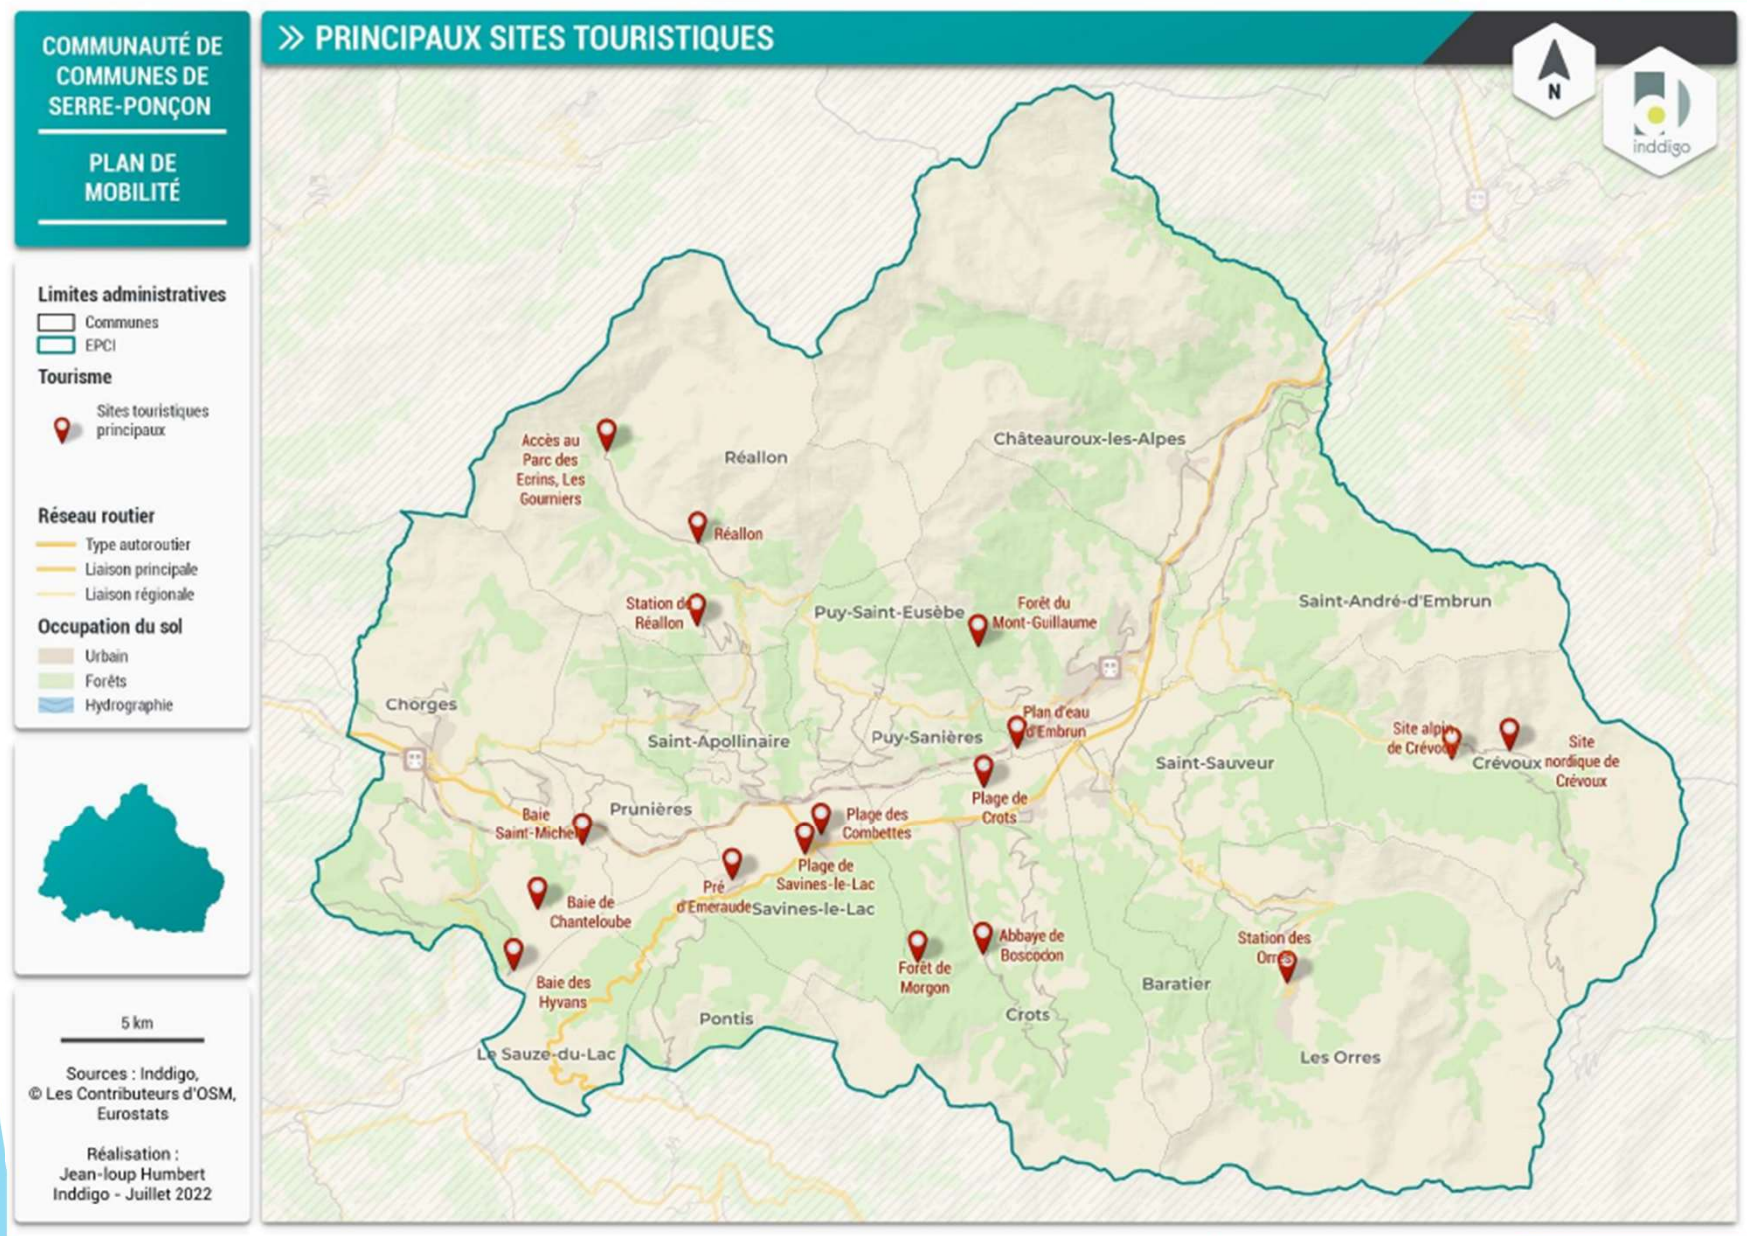 COMMUNAUTÉ DE
COMMUNES DE
SERRE-PONÇON
PLAN DE
MOBILITÉ
PRINCIPAUX SITES TOURISTIQUES
N
inddigo
Limites administratives
Communes
EPCI
Tourisme
Sites touristiques
principaux
Réseau routier
Type autoroutier
Liaison principale
Liaison régionale
Occupation du sol
Urbain
Forêts
Hydrographie
5 km
Sources : Inddigo,
© Les Contributeurs d'OSM,
Eurostats
Réalisation :
Jean-loup Humbert
Inddigo - Juillet 2022
Accès au
Parc des
Ecrins, Les
Gourniers
Réallon
Châteauroux-les-Alpes
Réallon
Station de
Réallon
Puy-Saint-Eusèbe
Forêt du
Mont-Guillaume
Saint-André-d'Embrun
Chorges
Saint-Apollinaire
Puy-Sanières
Plan d'eau
d'Embrun
Saint-Sauveur
Site alpin
de Crévoux
Crévoux
Site
nordique de
Crévoux
Plage de
Crots
Baie
Saint-Michel
Prunières
Plage des
Combettes
Plage de
Savines-le-Lac
Pré
d'Emeraude
Savines-le-Lac
Baie de
Chanteloube
Baie des
Hyvans
Forêt de
Morgon
Abbaye de
Boscodon
Station des
Orres
Baratier
Crots
Pontis
Le Sauze-du-Lac
Les Orres